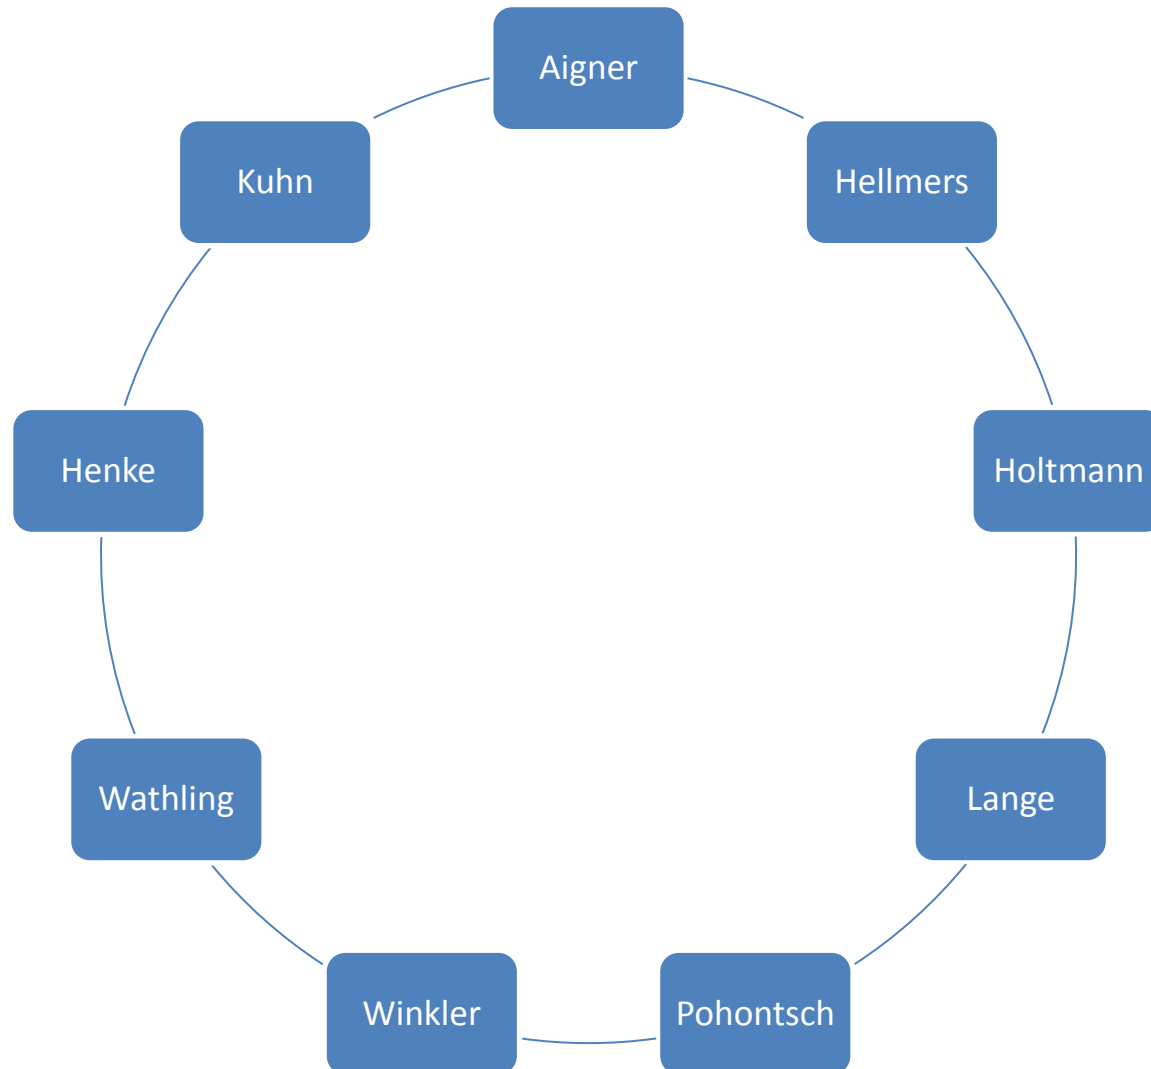 Aigner
Hellmers
Holtmann
Lange
Pohontsch
Winkler
Wathling
Henke
Kuhn